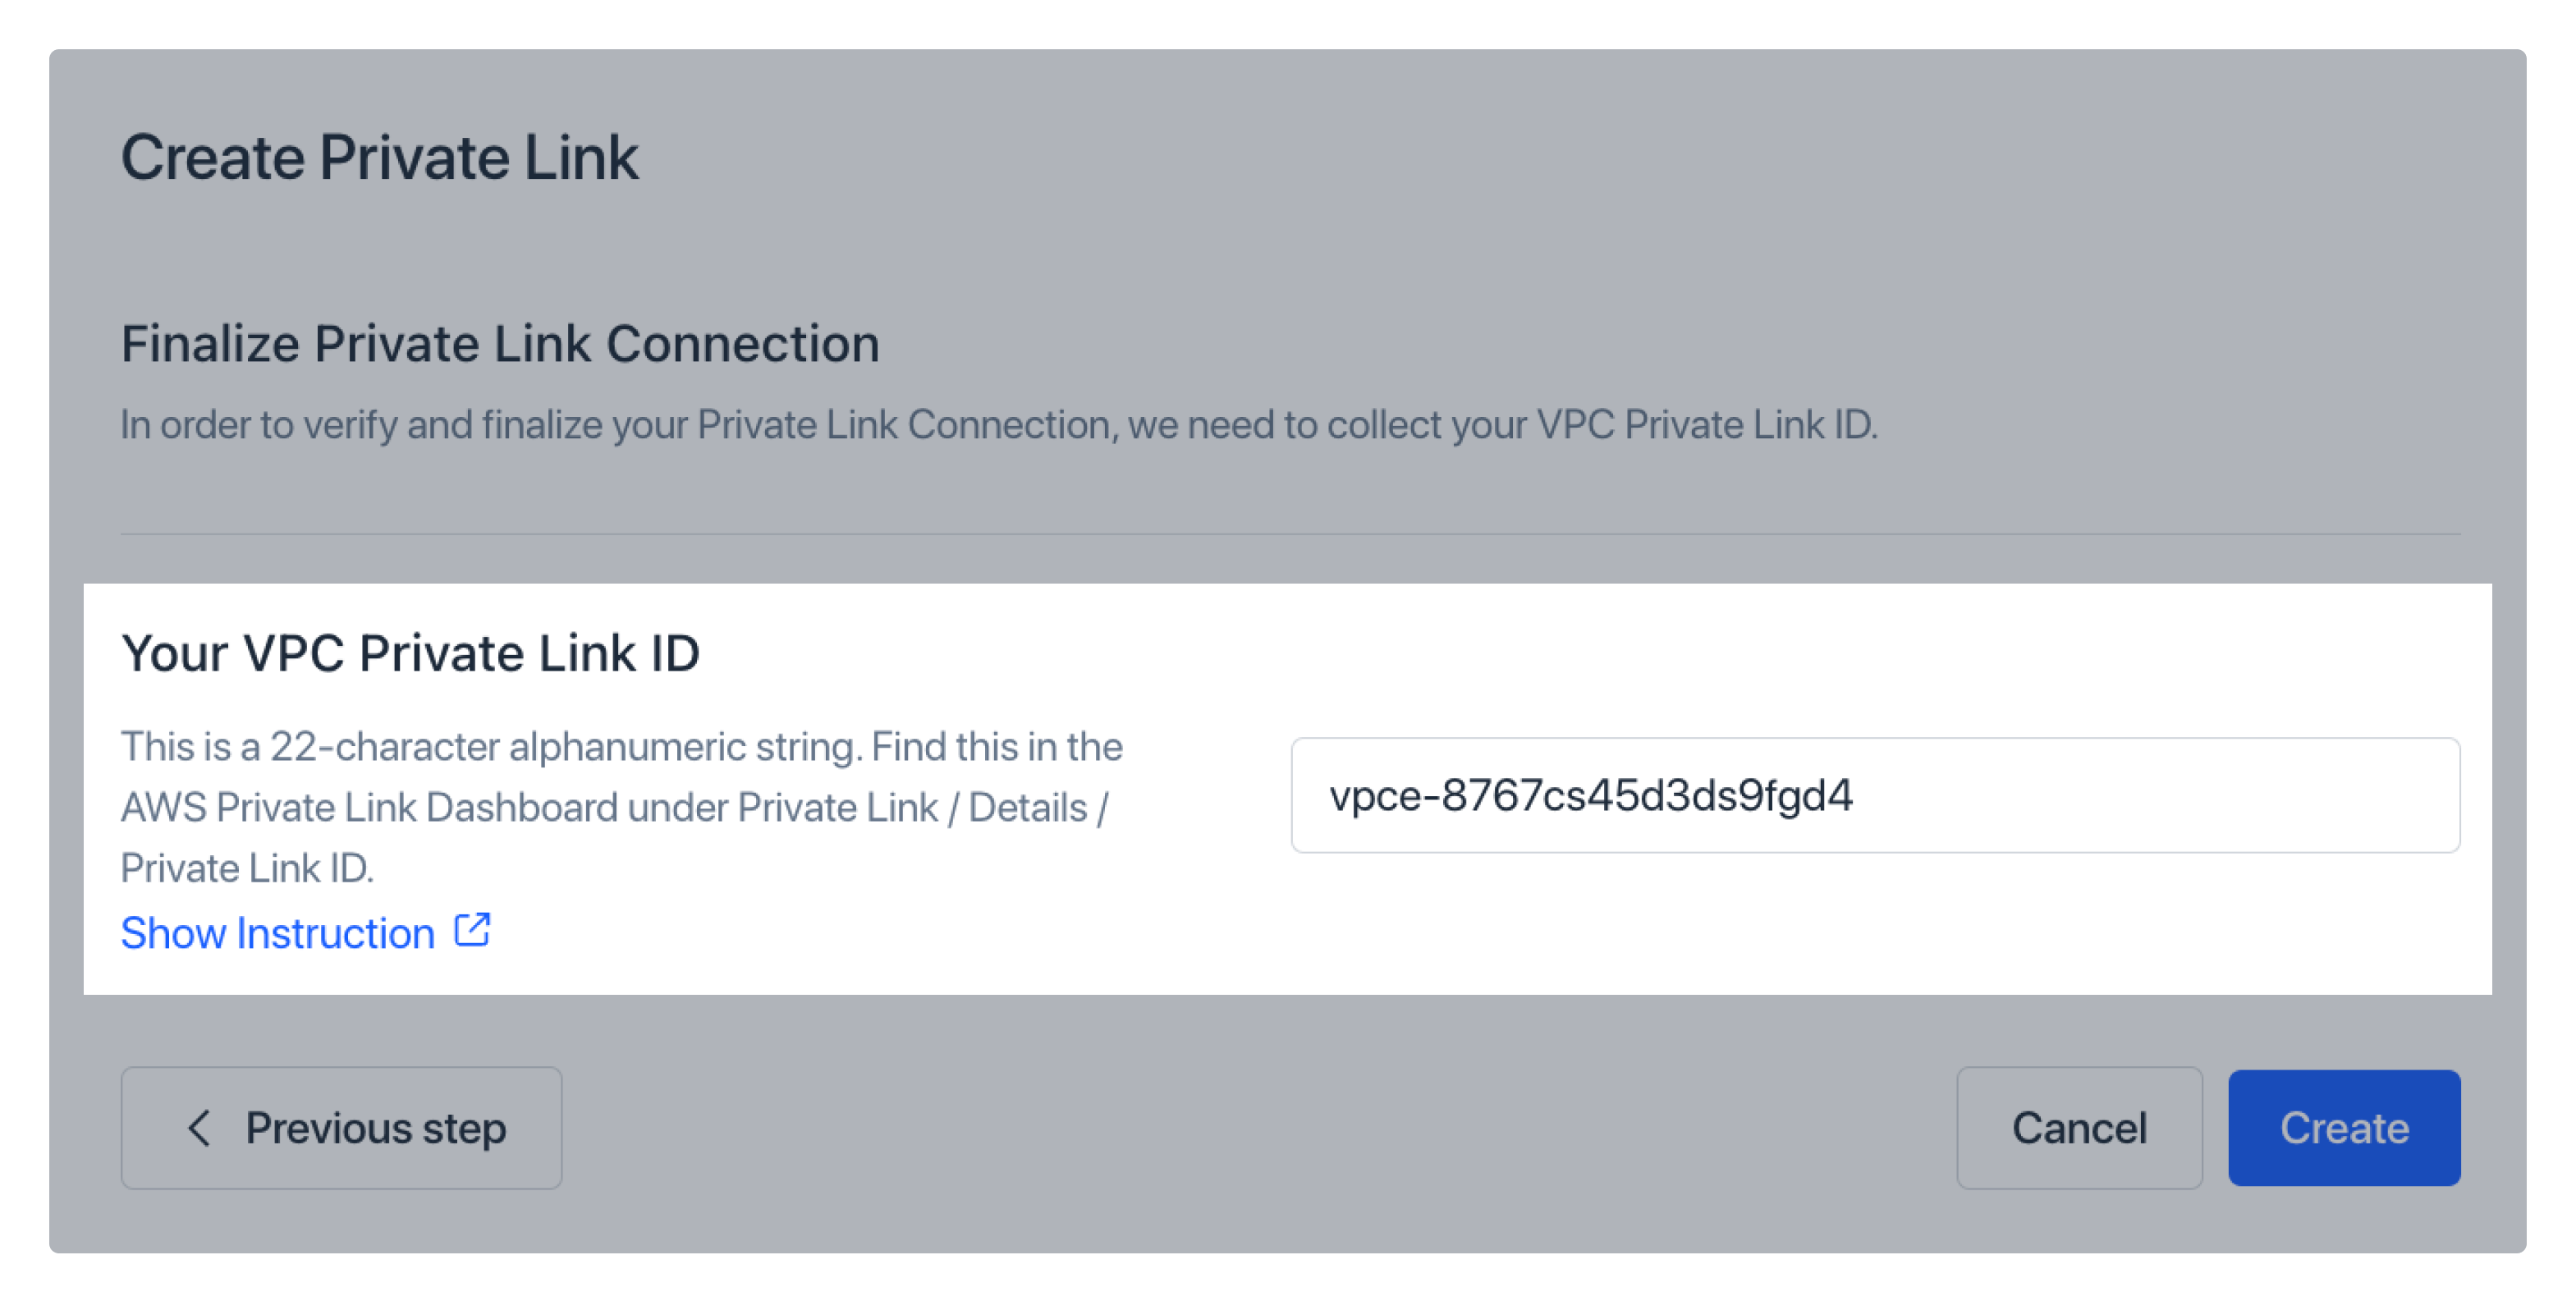 Create Private Link
Finalize Private Link Connection
In order to verify and finalize your Private Link Connection, we need to collect your VPC Private Link ID.
Your VPC Private Link ID
This is a 22-character alphanumeric string. Find this in the
AWS Private Link Dashboard under Private Link / Details /
Private Link ID.
Show Instruction
vpce-8767cs45d3ds9fgd4
Previous step
Cancel
Create